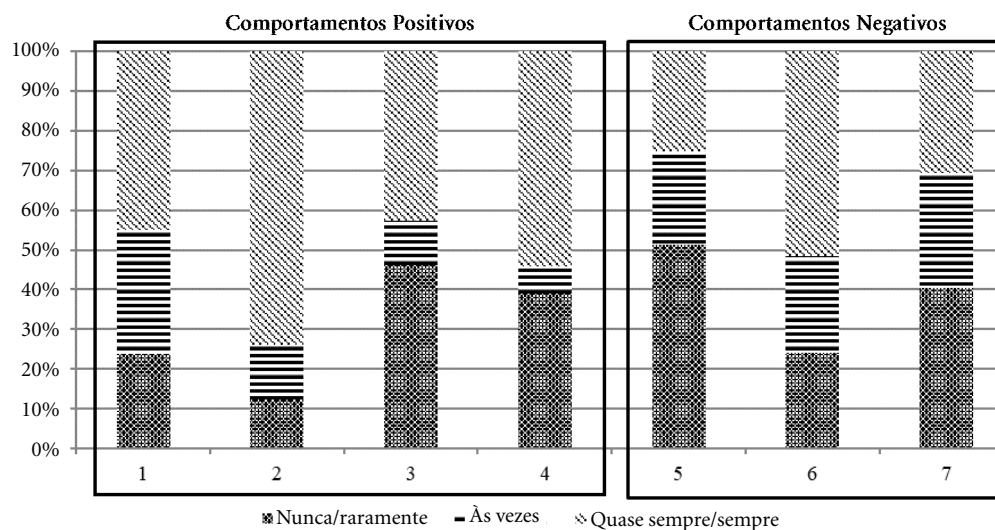 Comportamentos Positivos
Comportamentos Negativos
100%
90%
80%
70%
60%
50%
40%
30%
20%
10%
0%
1 2 3 4 5 6 7
Nunca/raramente Às vezes Quase sempre/sempre